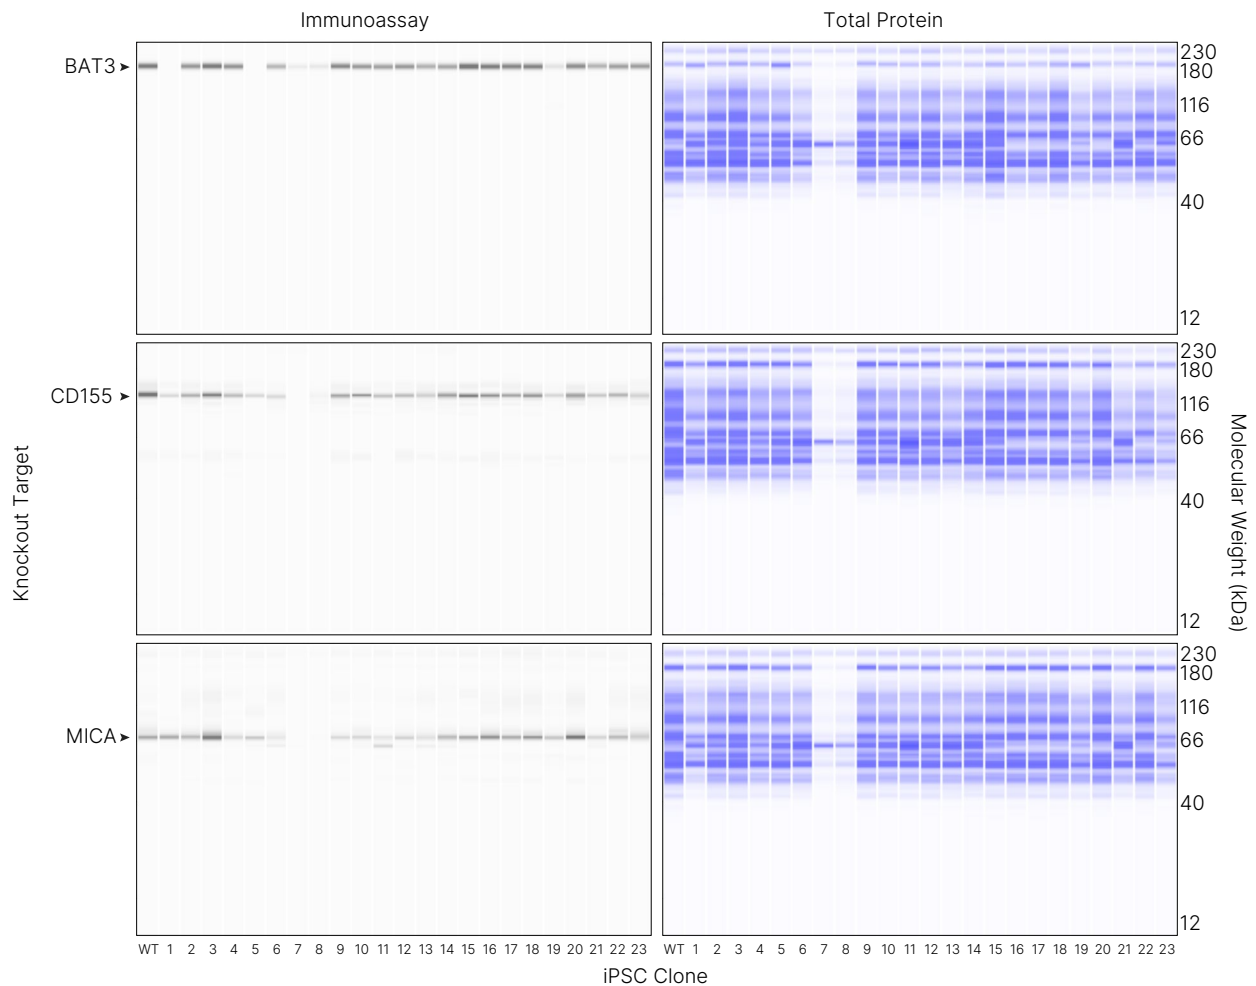 Immunoassay
Total Protein
BAT3
230
180
116
66
40
12
CD155
230
180
116
66
40
12
MICA
230
180
116
66
40
12
Knockout Target
Molecular Weight (kDa)
WT 1 2 3 4 5 6 7 8 9 10 11 12 13 14 15 16 17 18 19 20 21 22 23
WT 1 2 3 4 5 6 7 8 9 10 11 12 13 14 15 16 17 18 19 20 21 22 23
iPSC Clone